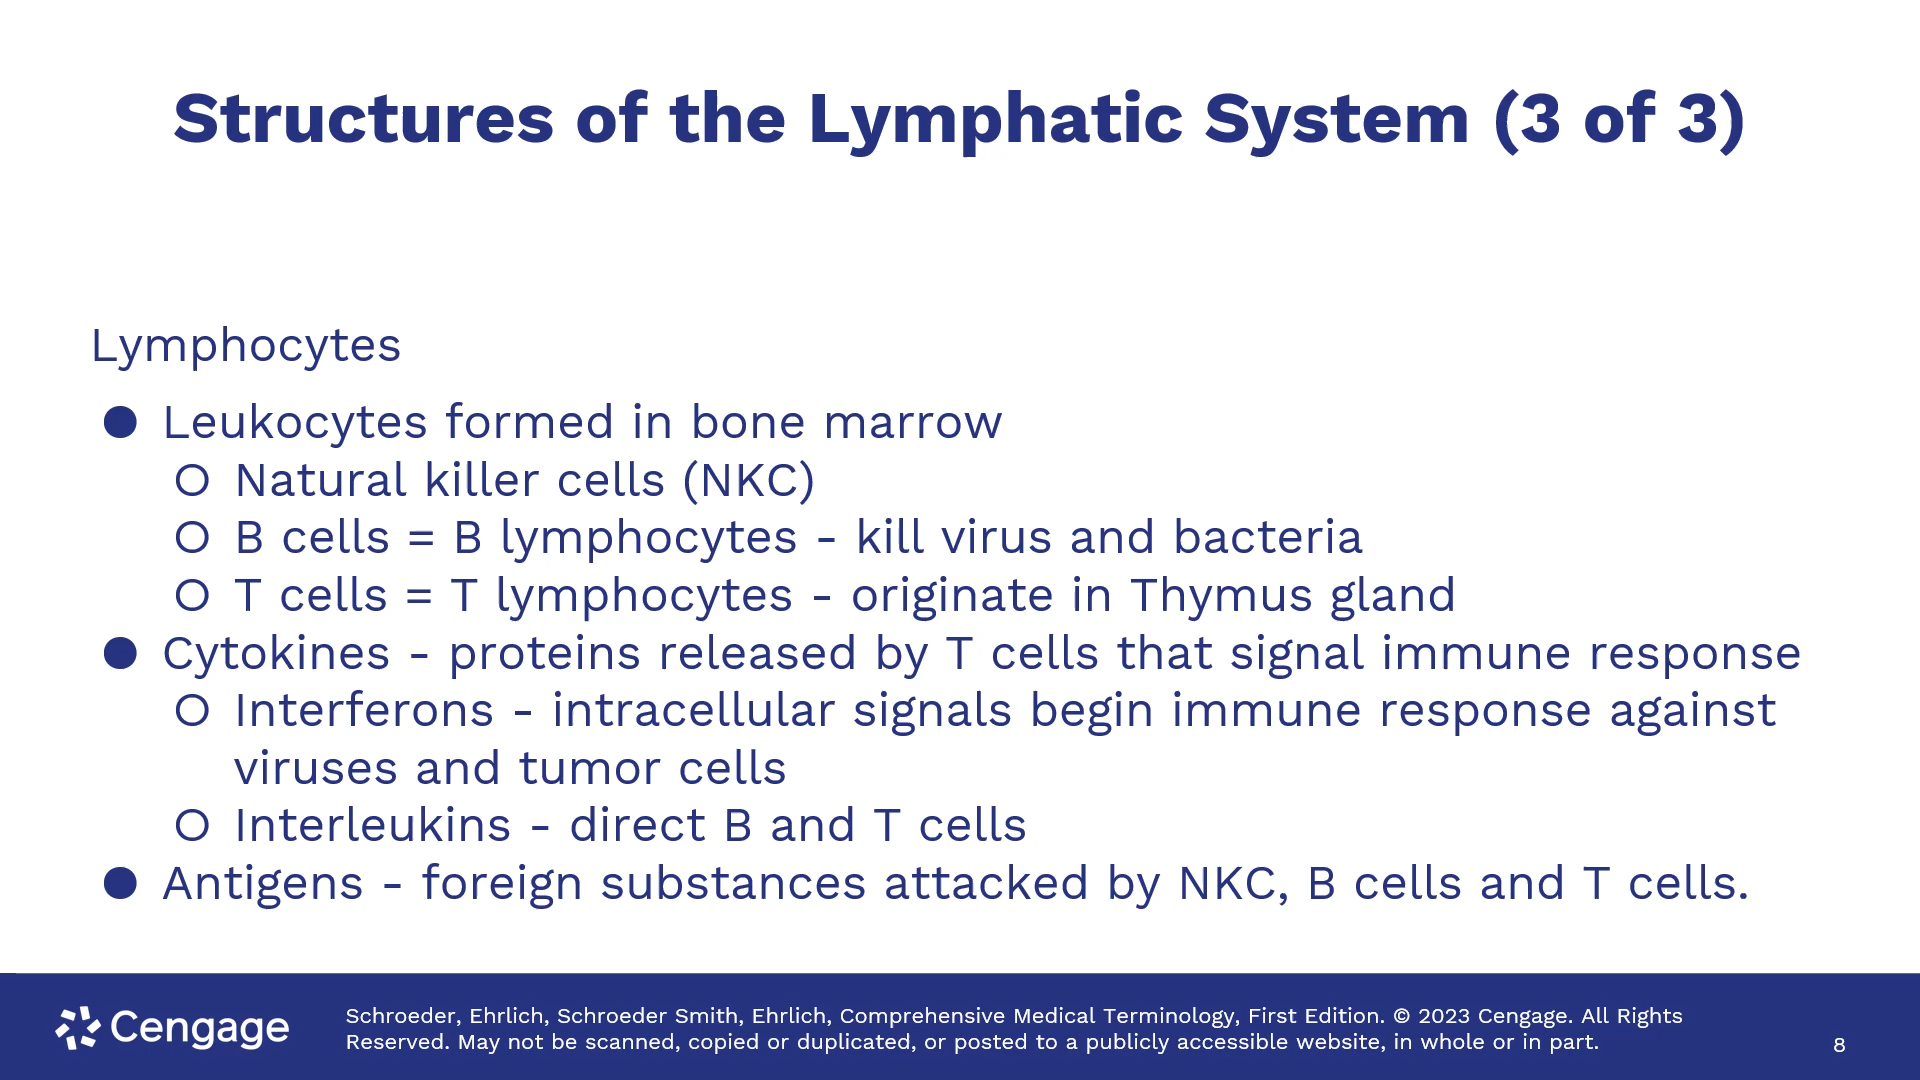 Structures of the Lymphatic System (3 of 3)
Lymphocytes
● Leukocytes formed in bone marrow
○ Natural killer cells (NKC)
○ B cells = B lymphocytes - kill virus and bacteria
○ T cells = T lymphocytes - originate in Thymus gland
● Cytokines - proteins released by T cells that signal immune response
○ Interferons - intracellular signals begin immune response against
viruses and tumor cells
○ Interleukins - direct B and T cells
● Antigens - foreign substances attacked by NKC, B cells and T cells.
Cengage
Schroeder, Ehrlich, Schroeder Smith, Ehrlich, Comprehensive Medical Terminology, First Edition. © 2023 Cengage. All Rights
Reserved. May not be scanned, copied or duplicated, or posted to a publicly accessible website, in whole or in part.
8